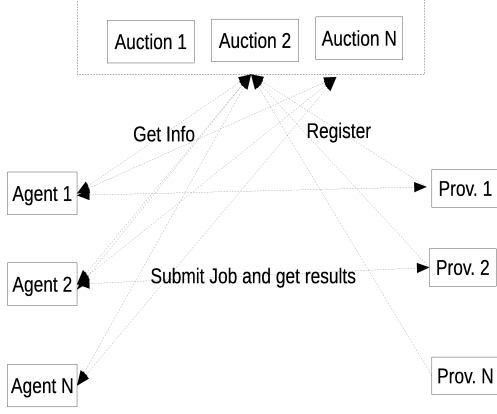 Auction 1
Auction 2
Auction N
Get Info
Register
Agent 1
Prov. 1
Agent 2
Submit Job and get results
Prov. 2
Agent N
Prov. N